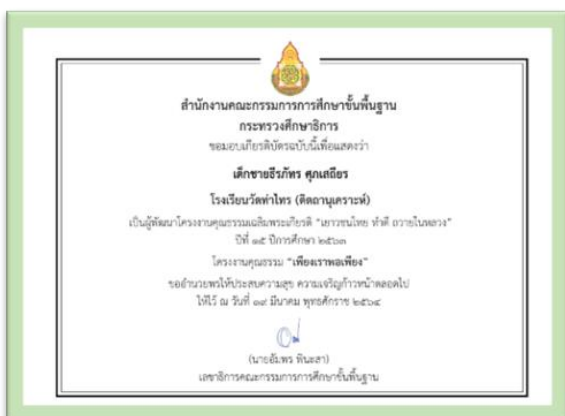 สำนักงานคณะกรรมการการศึกษาขั้นพื้นฐาน
กระทรวงศึกษาธิการ
ขอมอบเกียรติบัตรฉบับนี้เพื่อแสดงว่า
เด็กชายธีรภัทร ศุภเสถียร
โรงเรียนวัดท่าไทร (ดิตถานุเคราะห์)
เป็นผู้พัฒนาโครงงานคุณธรรมเฉลิมพระเกียรติ “เยาวชนไทย ทำดี ถวายในหลวง”
ปีที่ ๑๕ ปีการศึกษา ๒๕๖๓
โครงงานคุณธรรม “เพียงเราพอเพียง”
ขออำนวยพรให้ประสบความสุข ความเจริญก้าวหน้าตลอดไป
ให้ไว้ ณ วันที่ ๑๙ มีนาคม พุทธศักราช ๒๕๖๔
(นายอัมพร พินะสา)
เลขาธิการคณะกรรมการการศึกษาขั้นพื้นฐาน